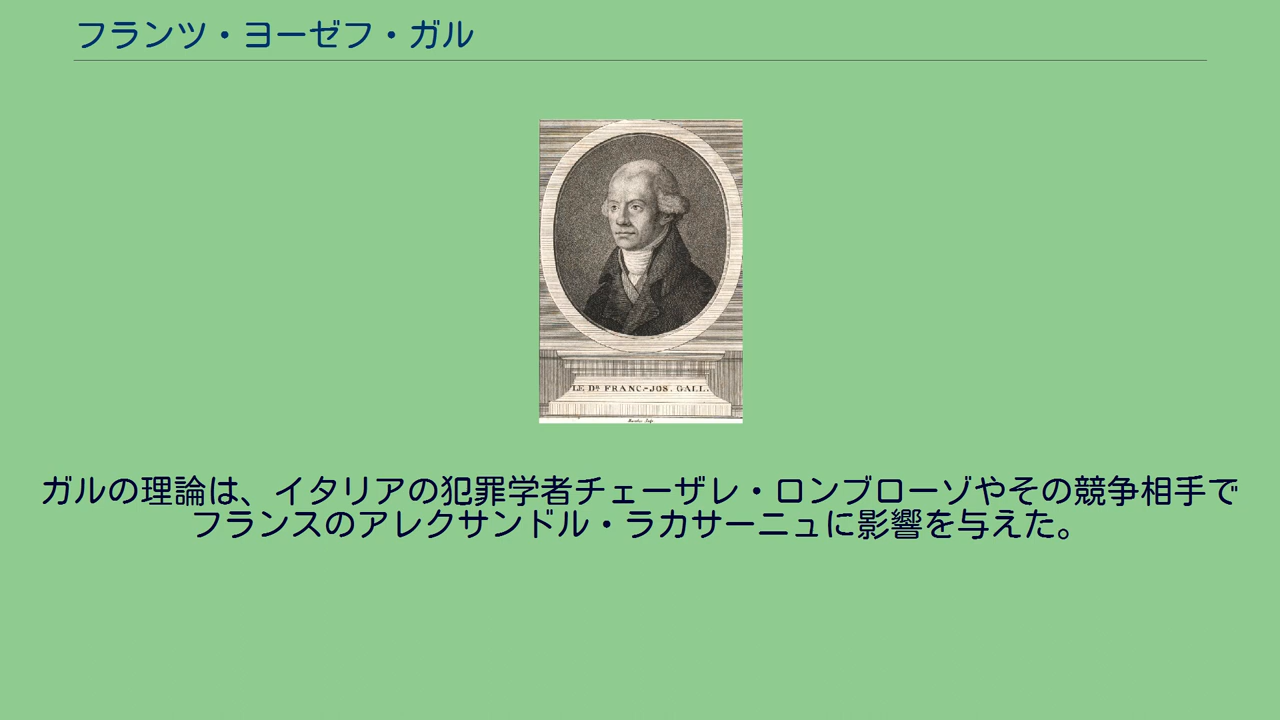 フランツ・ヨーゼフ・ガル
LE Dr. FRANC.-JOS. GALL.
ガルの理論は、イタリアの犯罪学者チェーザレ・ロンブローゾやその競争相手で
フランスのアレクサンドル・ラカサーニュに影響を与えた。